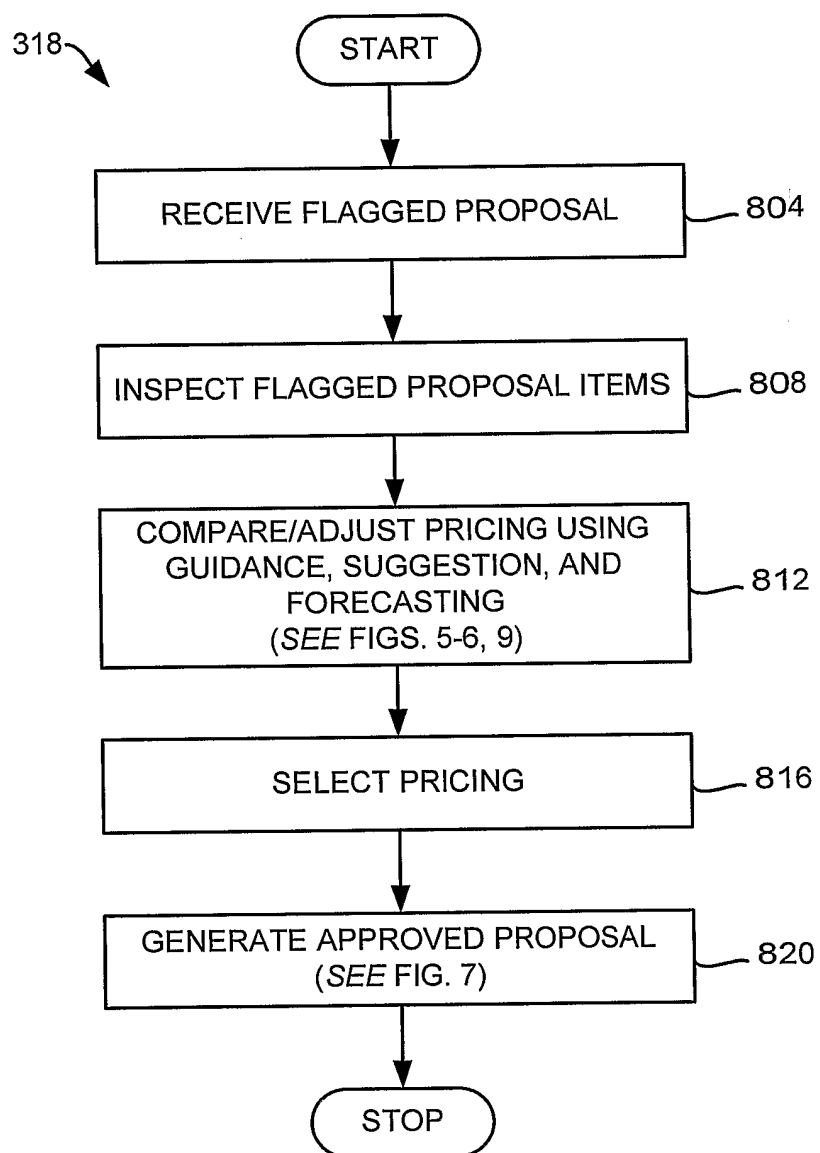 318
START
RECEIVE FLAGGED PROPOSAL
804
INSPECT FLAGGED PROPOSAL ITEMS
808
COMPARE/ADJUST PRICING USING
GUIDANCE, SUGGESTION, AND
FORECASTING
(SEE FIGS. 5-6, 9)
812
SELECT PRICING
816
GENERATE APPROVED PROPOSAL
(SEE FIG. 7)
820
STOP